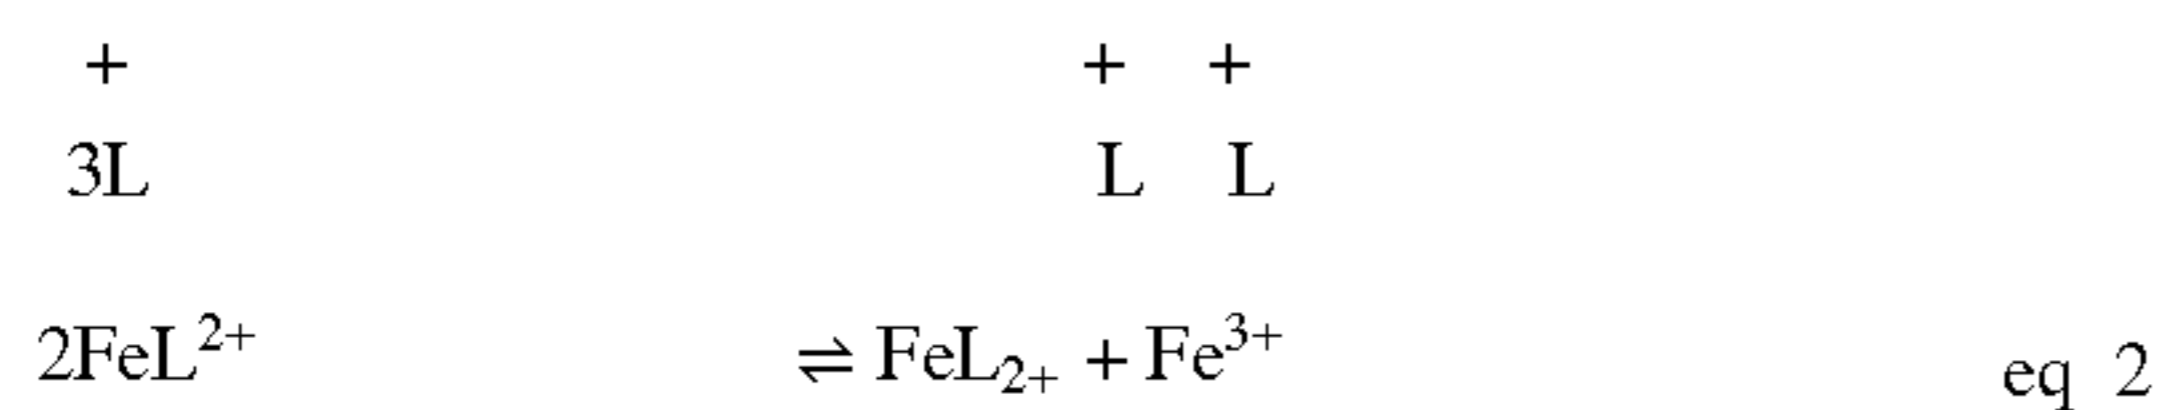 + + +
3L L L
2FeL²⁺ ⇌ FeL₂₊ + Fe³⁺ eq 2